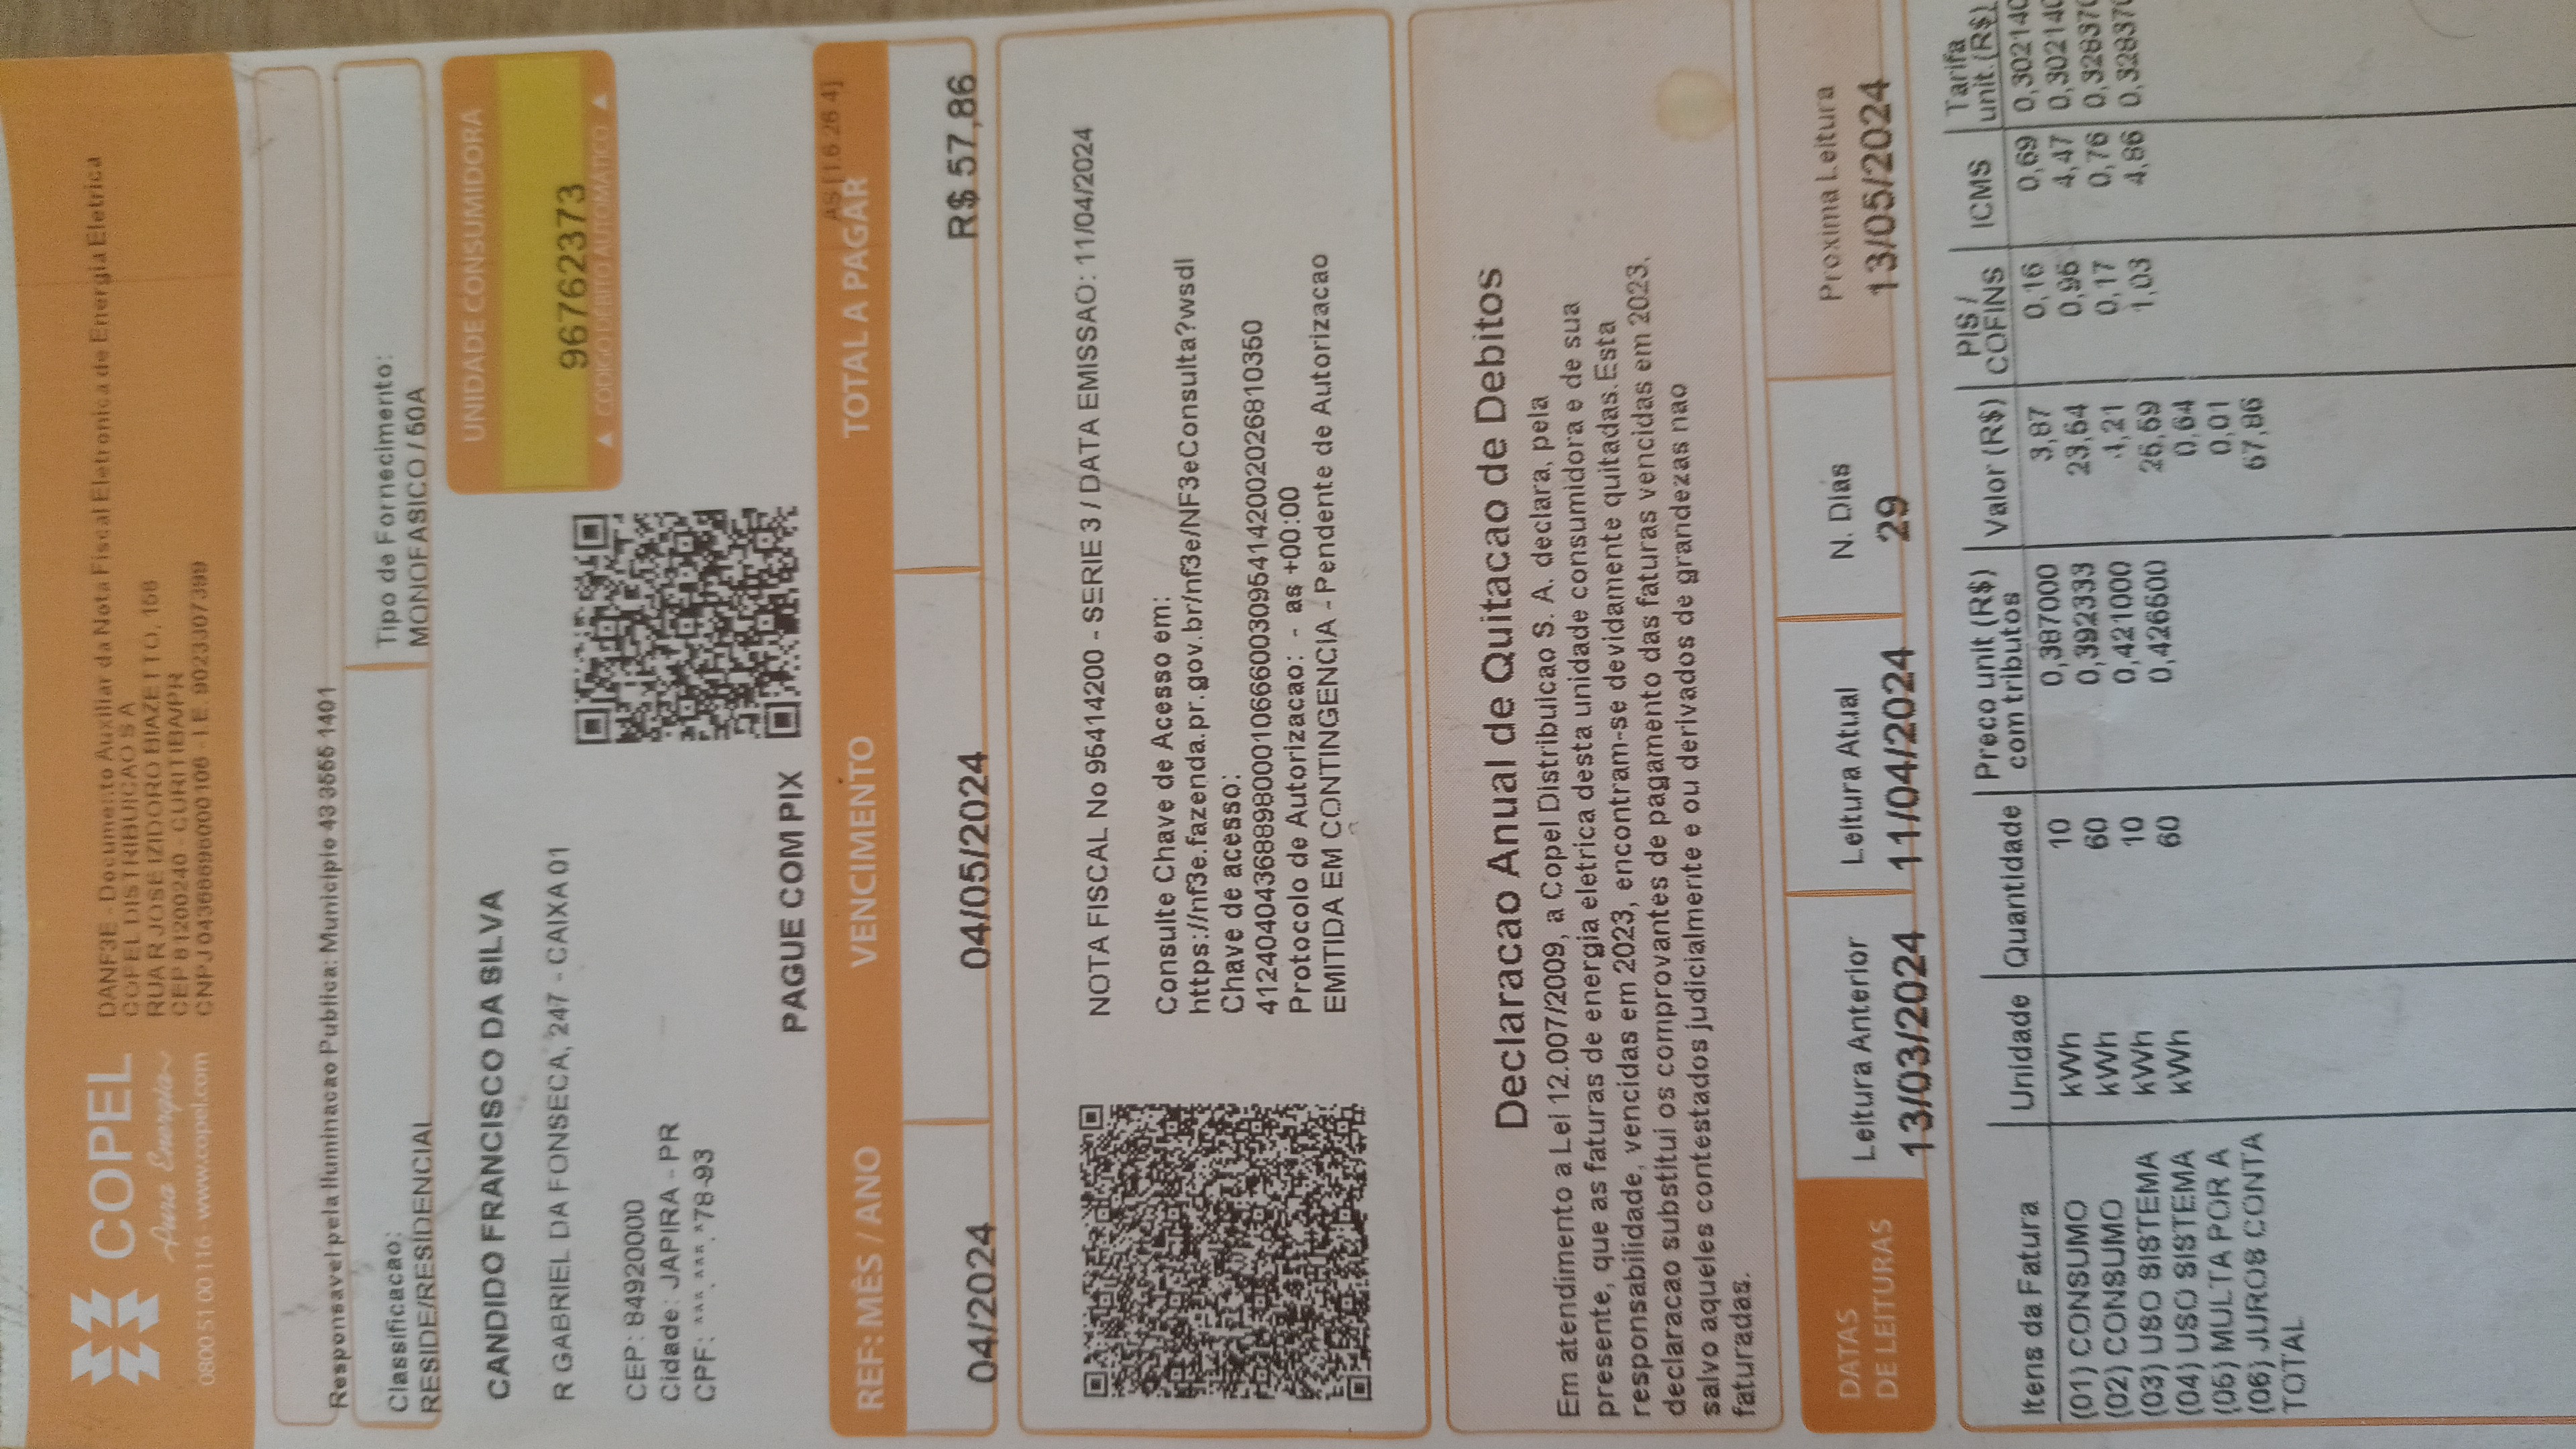 COPEL
Pura Energia
0800 51 00 116 - www.copel.com
DANF3E - Documento Auxiliar da Nota Fiscal Eletronica de Energia Eletrica
COPEL DISTRIBUICAO S A
RUA R JOSE IZIDORO BIAZETTO, 158
CEP 81200240 - CURITIBA/PR
CNPJ 04368898000106 - I.E. 9023307399
Responsavel pela Iluminacao Publica: Municipio 43 3555 1401
Classificacao:
RESIDE/RESIDENCIAL
Tipo de Fornecimento:
MONOFASICO / 50A
CANDIDO FRANCISCO DA SILVA
R GABRIEL DA FONSECA, 247 - CAIXA 01
CEP: 84920000
Cidade: JAPIRA - PR
CPF: ***.***.*78-93
UNIDADE CONSUMIDORA
96762373
▲ CODIGO DEBITO AUTOMATICO ▲
PAGUE COM PIX
AS [1 6 26 4]
REF: MÊS / ANO VENCIMENTO TOTAL A PAGAR
04/2024 04/05/2024 R$ 57,86
NOTA FISCAL No 95414200 - SERIE 3 / DATA EMISSAO: 11/04/2024
Consulte Chave de Acesso em:
https://nf3e.fazenda.pr.gov.br/nf3e/NF3eConsulta?wsdl
Chave de acesso:
41240404368898000106660030954142002026810350
Protocolo de Autorizacao: - as +00:00
EMITIDA EM CONTINGENCIA - Pendente de Autorizacao
Declaracao Anual de Quitacao de Debitos
Em atendimento a Lei 12.007/2009, a Copel Distribuicao S. A. declara, pela
presente, que as faturas de energia eletrica desta unidade consumidora e de sua
responsabilidade, vencidas em 2023, encontram-se devidamente quitadas.Esta
declaracao substitui os comprovantes de pagamento das faturas vencidas em 2023,
salvo aqueles contestados judicialmente e ou derivados de grandezas nao
faturadas.
DATAS
DE LEITURAS
Leitura Anterior Leitura Atual N. Dias Proxima Leitura
13/03/2024 11/04/2024 29 13/05/2024
Itens da Fatura Unidade Quantidade Preco unit (R$) com tributos Valor (R$) PIS / COFINS ICMS Tarifa unit. (R$)
(01) CONSUMO kWh 10 0,387000 3,87 0,16 0,69 0,302140
(02) CONSUMO kWh 60 0,392333 23,54 0,96 4,47 0,302140
(03) USO SISTEMA kWh 10 0,421000 4,21 0,17 0,76 0,328370
(04) USO SISTEMA kWh 60 0,426500 25,59 1,03 4,86 0,328370
(05) MULTA POR A 0,64
(06) JUROS CONTA 0,01
TOTAL 57,86